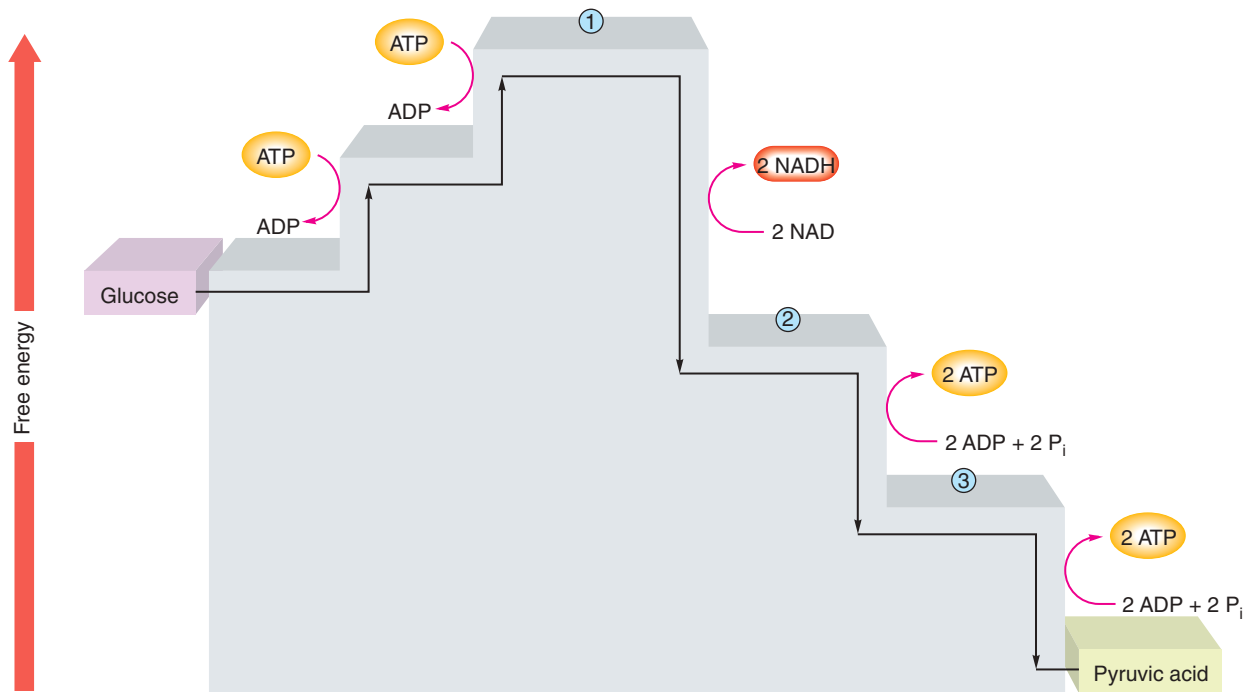 1
ATP
ADP
ATP
2 NADH
ADP
2 NAD
Glucose
2
Free energy
2 ATP
2 ADP + 2 Pi
3
2 ATP
2 ADP + 2 Pi
Pyruvic acid